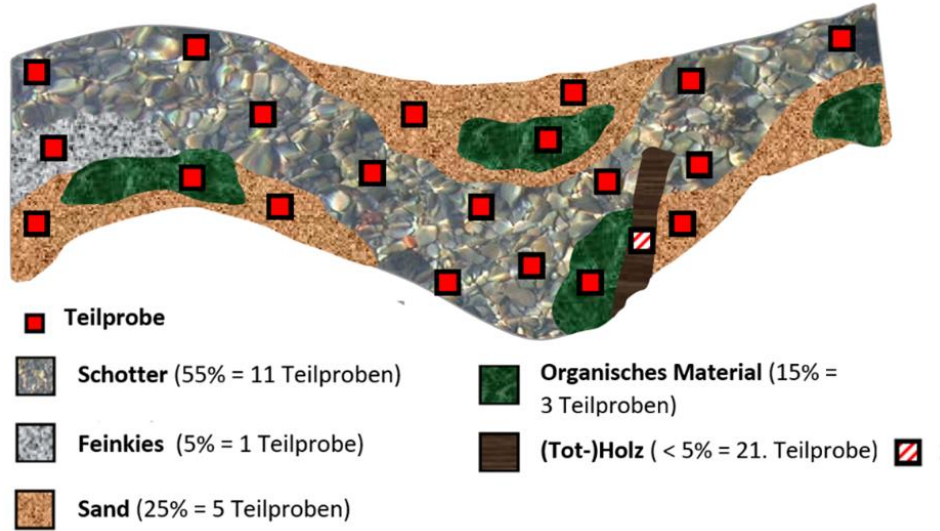 Teilprobe
Schotter (55% = 11 Teilproben)
Feinkies (5% = 1 Teilprobe)
Sand (25% = 5 Teilproben)
Organisches Material (15% =
3 Teilproben)
(Tot-)Holz ( < 5% = 21. Teilprobe)